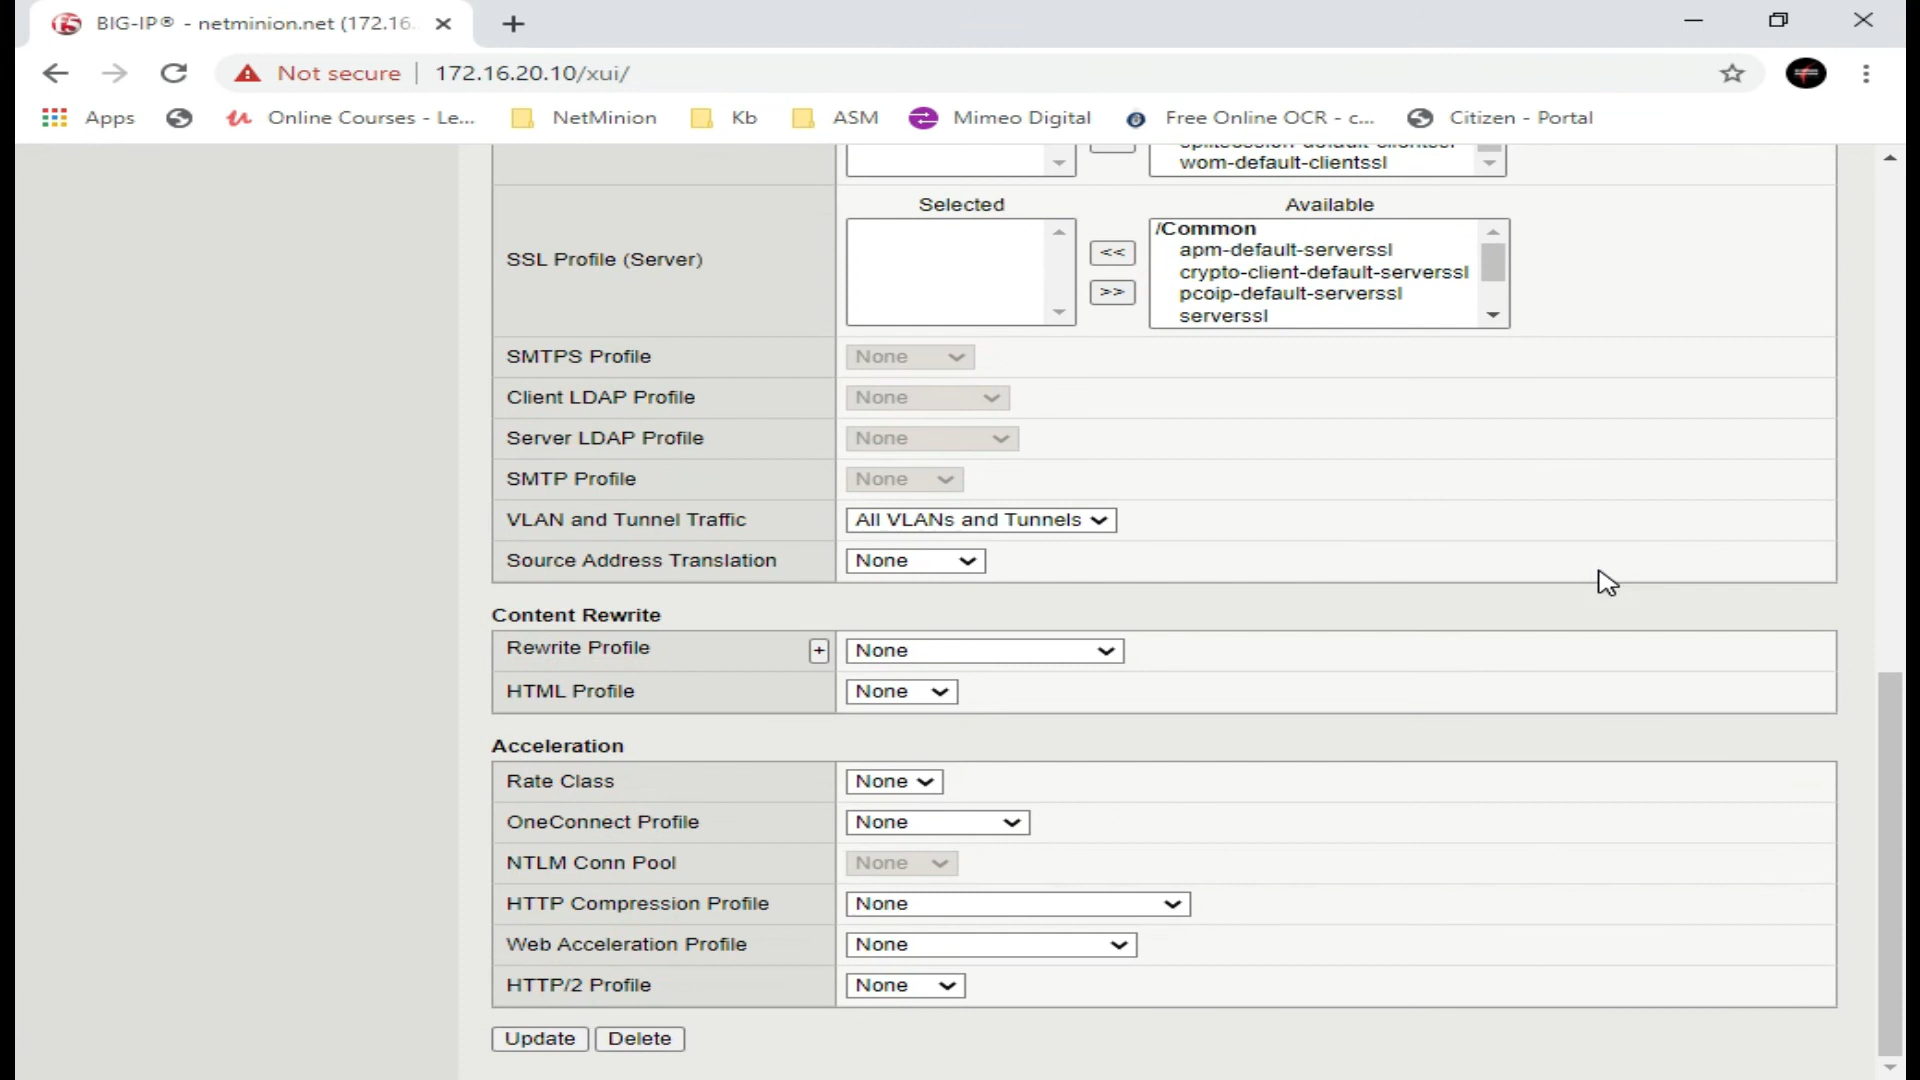 BIG-IP® - netminion.net (172.16.
Not secure | 172.16.20.10/xui/
Apps
Online Courses - Le...
NetMinion
Kb
ASM
Mimeo Digital
Free Online OCR - c...
Citizen - Portal
splitsession-default-clientssl
wom-default-clientssl
Selected
Available
SSL Profile (Server)
<<
>>
/Common
apm-default-serverssl
crypto-client-default-serverssl
pcoip-default-serverssl
serverssl
SMTPS Profile None
Client LDAP Profile None
Server LDAP Profile None
SMTP Profile None
VLAN and Tunnel Traffic All VLANs and Tunnels
Source Address Translation None
Content Rewrite
Rewrite Profile + None
HTML Profile None
Acceleration
Rate Class None
OneConnect Profile None
NTLM Conn Pool None
HTTP Compression Profile None
Web Acceleration Profile None
HTTP/2 Profile None
Update Delete